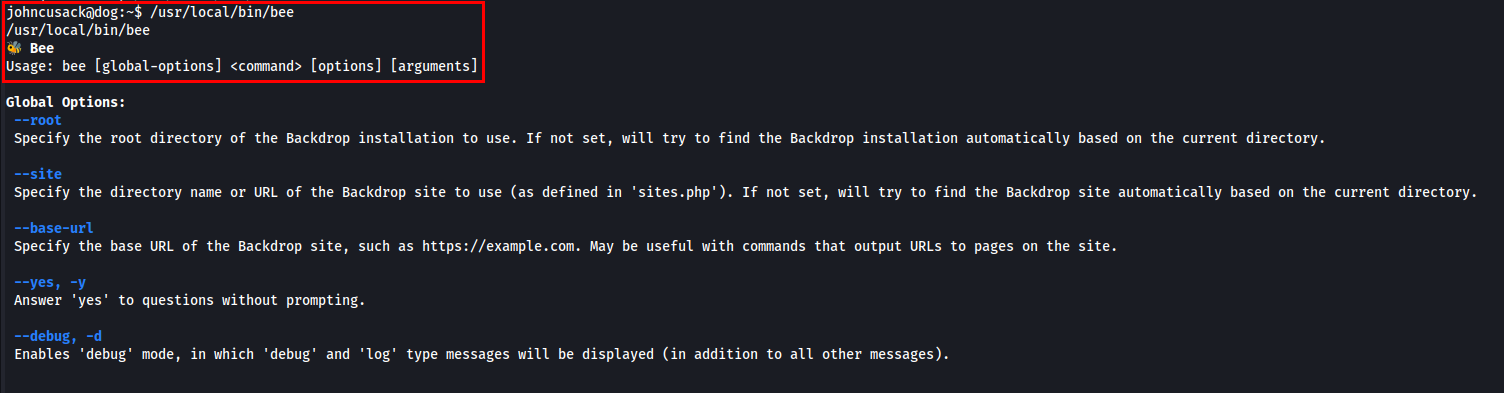 johncusack@dog:~$ /usr/local/bin/bee
/usr/local/bin/bee
🐝 Bee
Usage: bee [global-options] <command> [options] [arguments]
Global Options:
--root
Specify the root directory of the Backdrop installation to use. If not set, will try to find the Backdrop installation automatically based on the current directory.
--site
Specify the directory name or URL of the Backdrop site to use (as defined in 'sites.php'). If not set, will try to find the Backdrop site automatically based on the current directory.
--base-url
Specify the base URL of the Backdrop site, such as https://example.com. May be useful with commands that output URLs to pages on the site.
--yes, -y
Answer 'yes' to questions without prompting.
--debug, -d
Enables 'debug' mode, in which 'debug' and 'log' type messages will be displayed (in addition to all other messages).